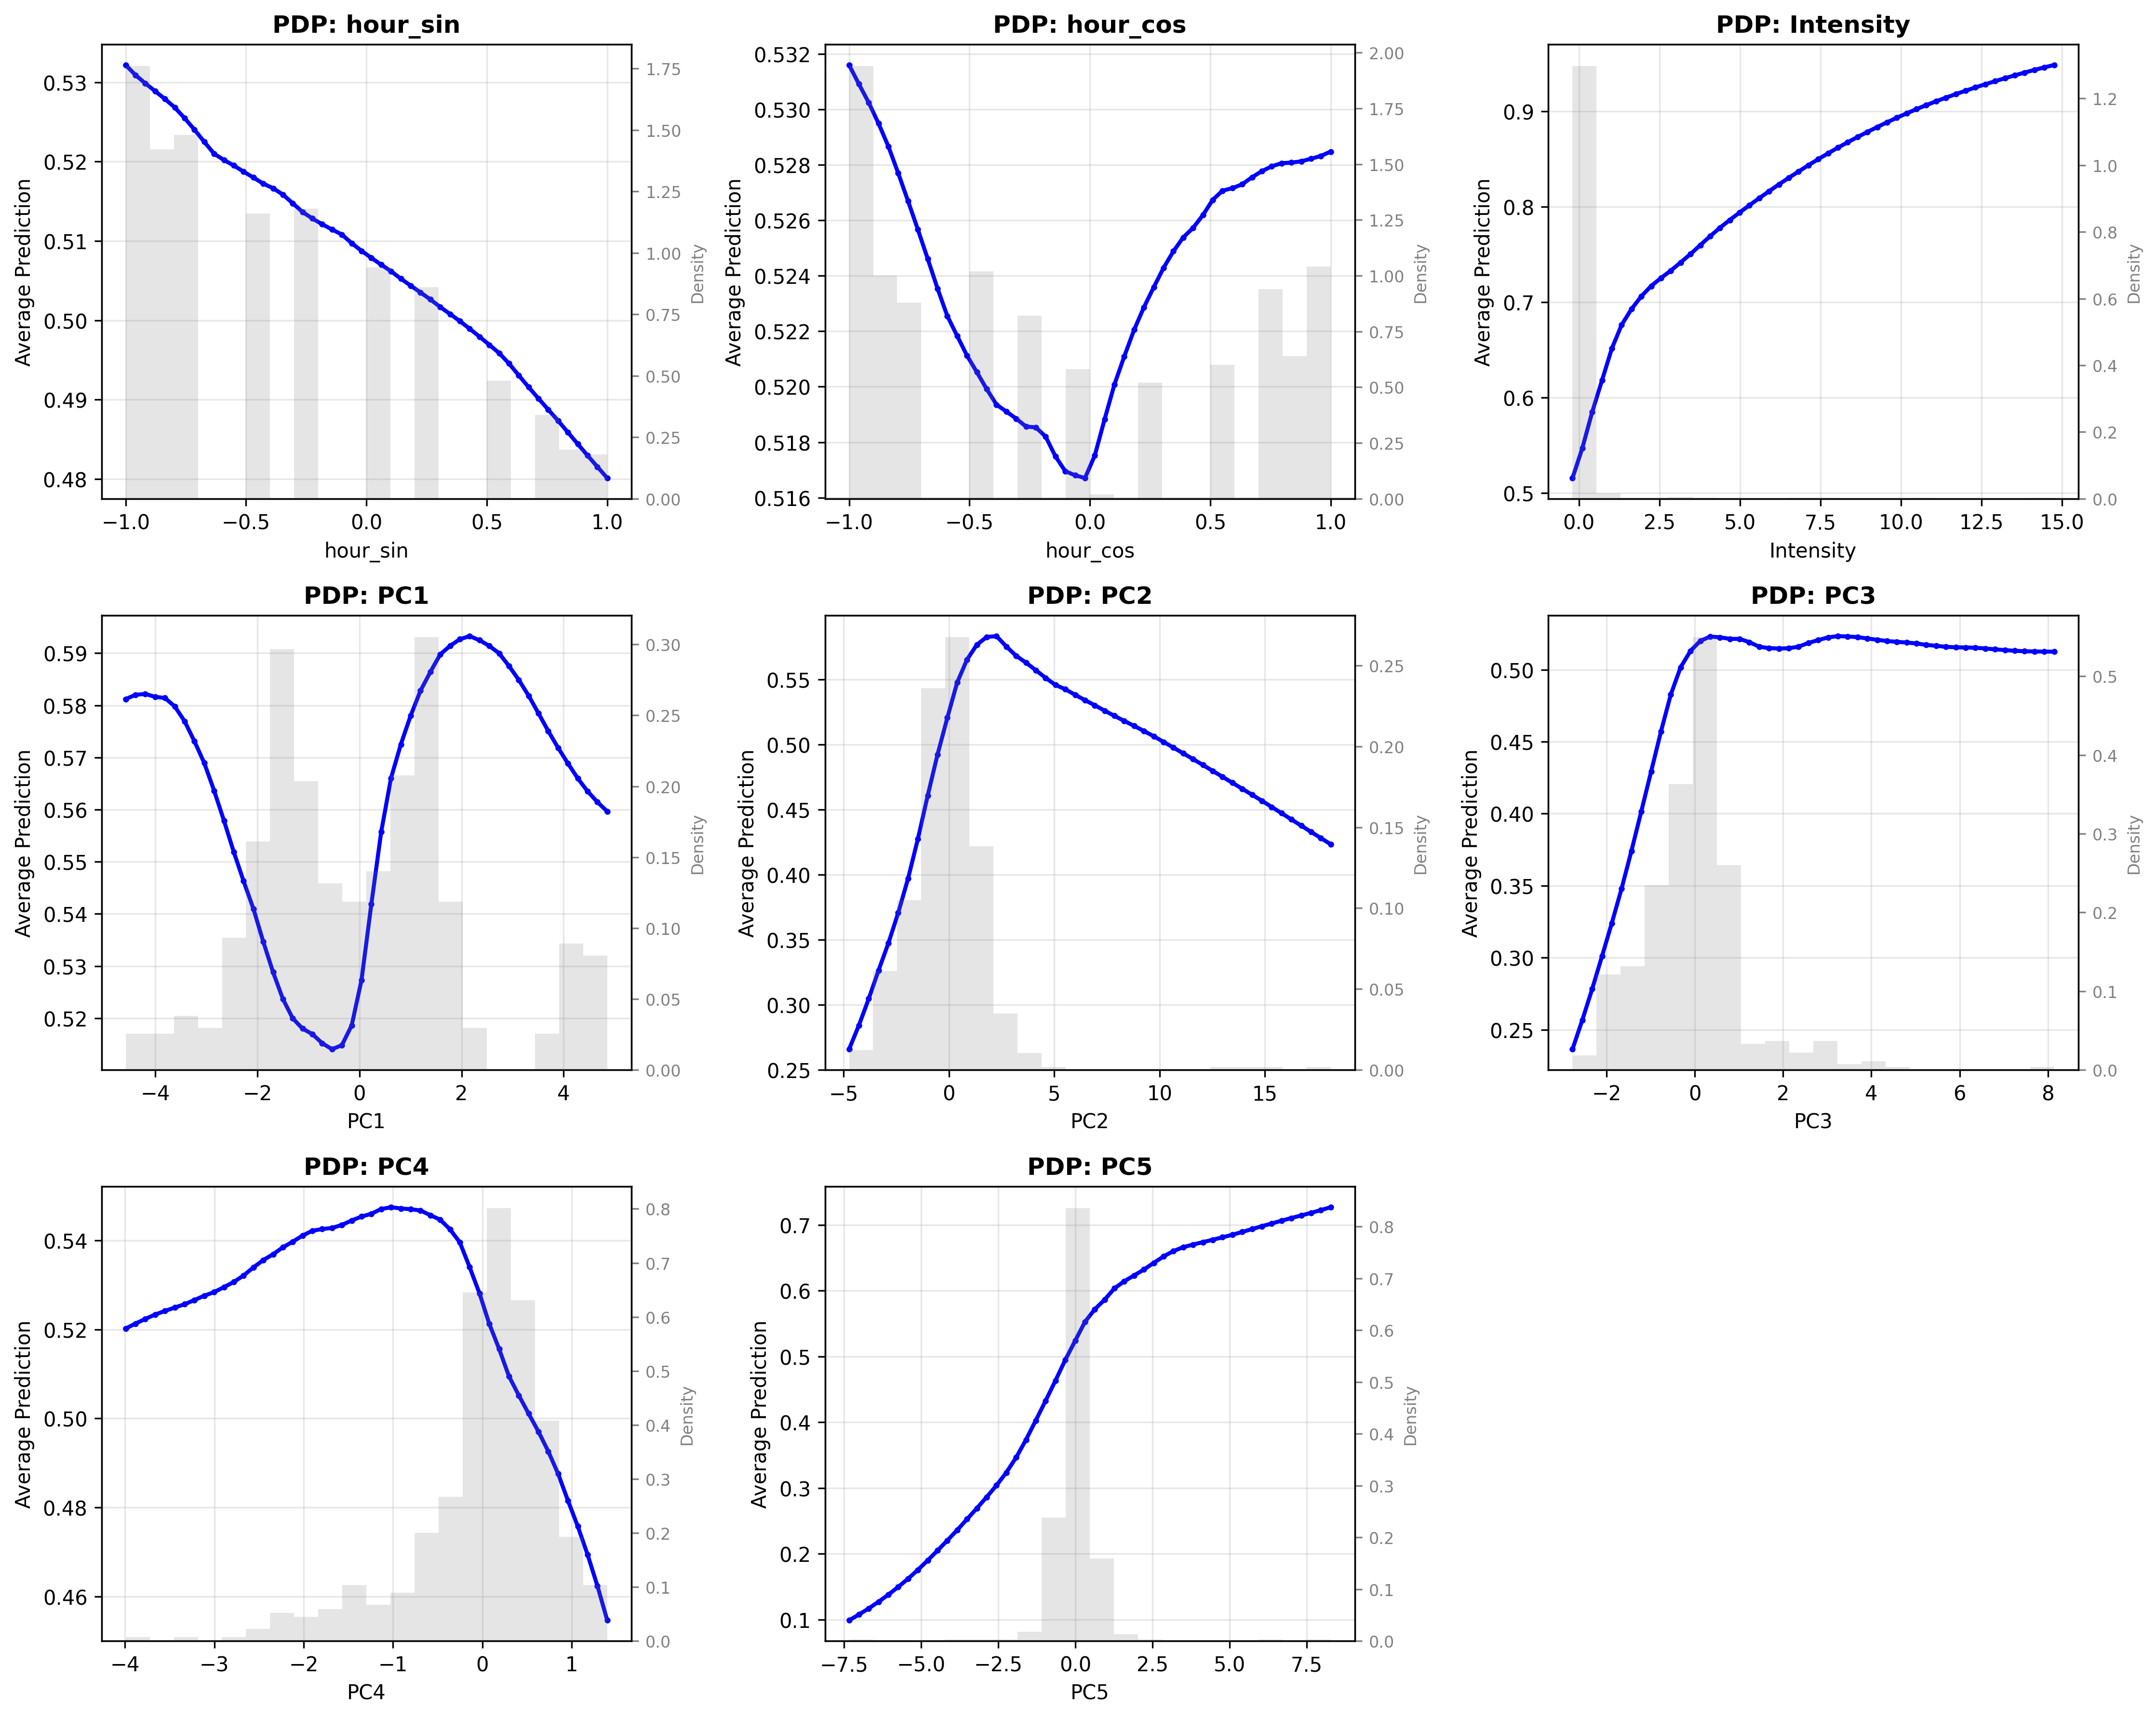 PDP: hour_sin
Average Prediction
0.53
0.52
0.51
0.50
0.49
0.48
1.75
1.50
1.25
1.00
0.75
0.50
0.25
0.00
Density
−1.0 −0.5 0.0 0.5 1.0
hour_sin
PDP: hour_cos
Average Prediction
0.532
0.530
0.528
0.526
0.524
0.522
0.520
0.518
0.516
2.00
1.75
1.50
1.25
1.00
0.75
0.50
0.25
0.00
Density
−1.0 −0.5 0.0 0.5 1.0
hour_cos
PDP: Intensity
Average Prediction
0.9
0.8
0.7
0.6
0.5
1.2
1.0
0.8
0.6
0.4
0.2
0.0
Density
0.0 2.5 5.0 7.5 10.0 12.5 15.0
Intensity
PDP: PC1
Average Prediction
0.59
0.58
0.57
0.56
0.55
0.54
0.53
0.52
0.30
0.25
0.20
0.15
0.10
0.05
0.00
Density
−4 −2 0 2 4
PC1
PDP: PC2
Average Prediction
0.55
0.50
0.45
0.40
0.35
0.30
0.25
0.25
0.20
0.15
0.10
0.05
0.00
Density
−5 0 5 10 15
PC2
PDP: PC3
Average Prediction
0.50
0.45
0.40
0.35
0.30
0.25
0.5
0.4
0.3
0.2
0.1
0.0
Density
−2 0 2 4 6 8
PC3
PDP: PC4
Average Prediction
0.54
0.52
0.50
0.48
0.46
0.8
0.7
0.6
0.5
0.4
0.3
0.2
0.1
0.0
Density
−4 −3 −2 −1 0 1
PC4
PDP: PC5
Average Prediction
0.7
0.6
0.5
0.4
0.3
0.2
0.1
0.8
0.7
0.6
0.5
0.4
0.3
0.2
0.1
0.0
Density
−7.5 −5.0 −2.5 0.0 2.5 5.0 7.5
PC5